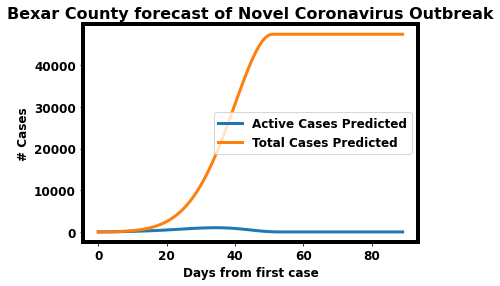 Bexar County forecast of Novel Coronavirus Outbreak
40000
30000
20000
10000
0
# Cases
Active Cases Predicted
Total Cases Predicted
0 20 40 60 80
Days from first case